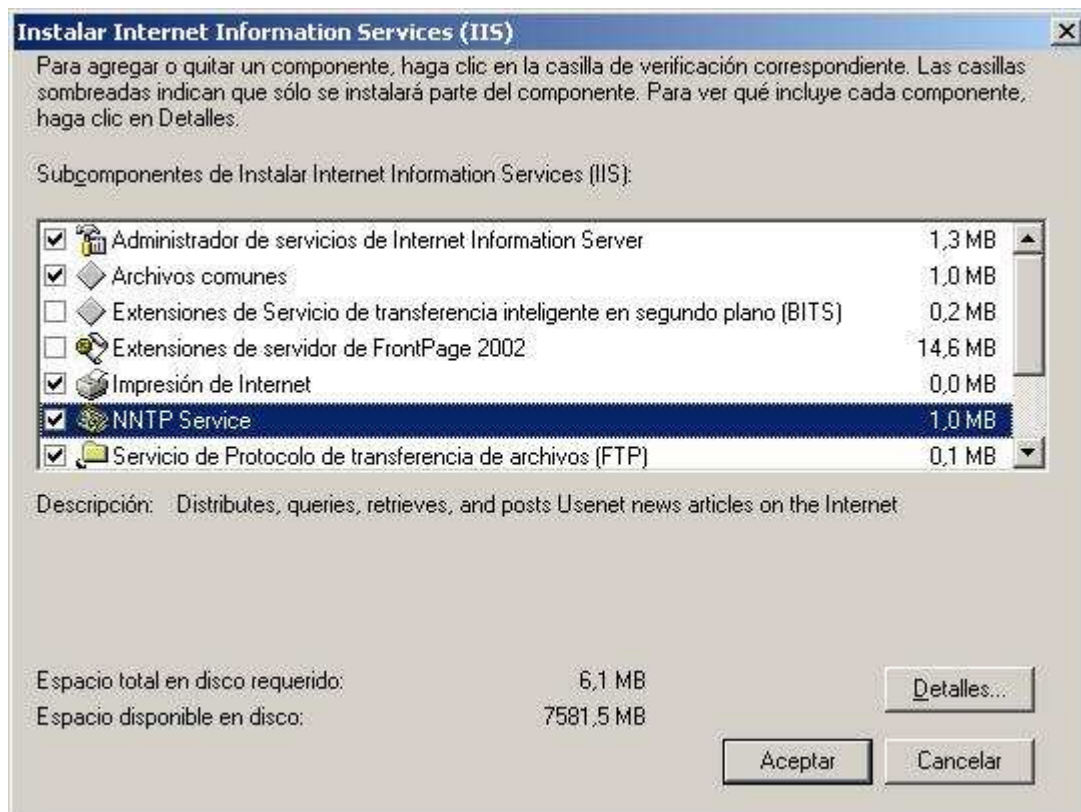 Instalar Internet Information Services (IIS)
Para agregar o quitar un componente, haga clic en la casilla de verificación correspondiente. Las casillas
sombreadas indican que sólo se instalará parte del componente. Para ver qué incluye cada componente,
haga clic en Detalles.
Subcomponentes de Instalar Internet Information Services (IIS):
Administrador de servicios de Internet Information Server 1,3 MB
Archivos comunes 1,0 MB
Extensiones de Servicio de transferencia inteligente en segundo plano (BITS) 0,2 MB
Extensiones de servidor de FrontPage 2002 14,6 MB
Impresión de Internet 0,0 MB
NNTP Service 1,0 MB
Servicio de Protocolo de transferencia de archivos (FTP) 0,1 MB
Descripción: Distributes, queries, retrieves, and posts Usenet news articles on the Internet
Espacio total en disco requerido: 6,1 MB
Espacio disponible en disco: 7581,5 MB
Detalles...
Aceptar Cancelar